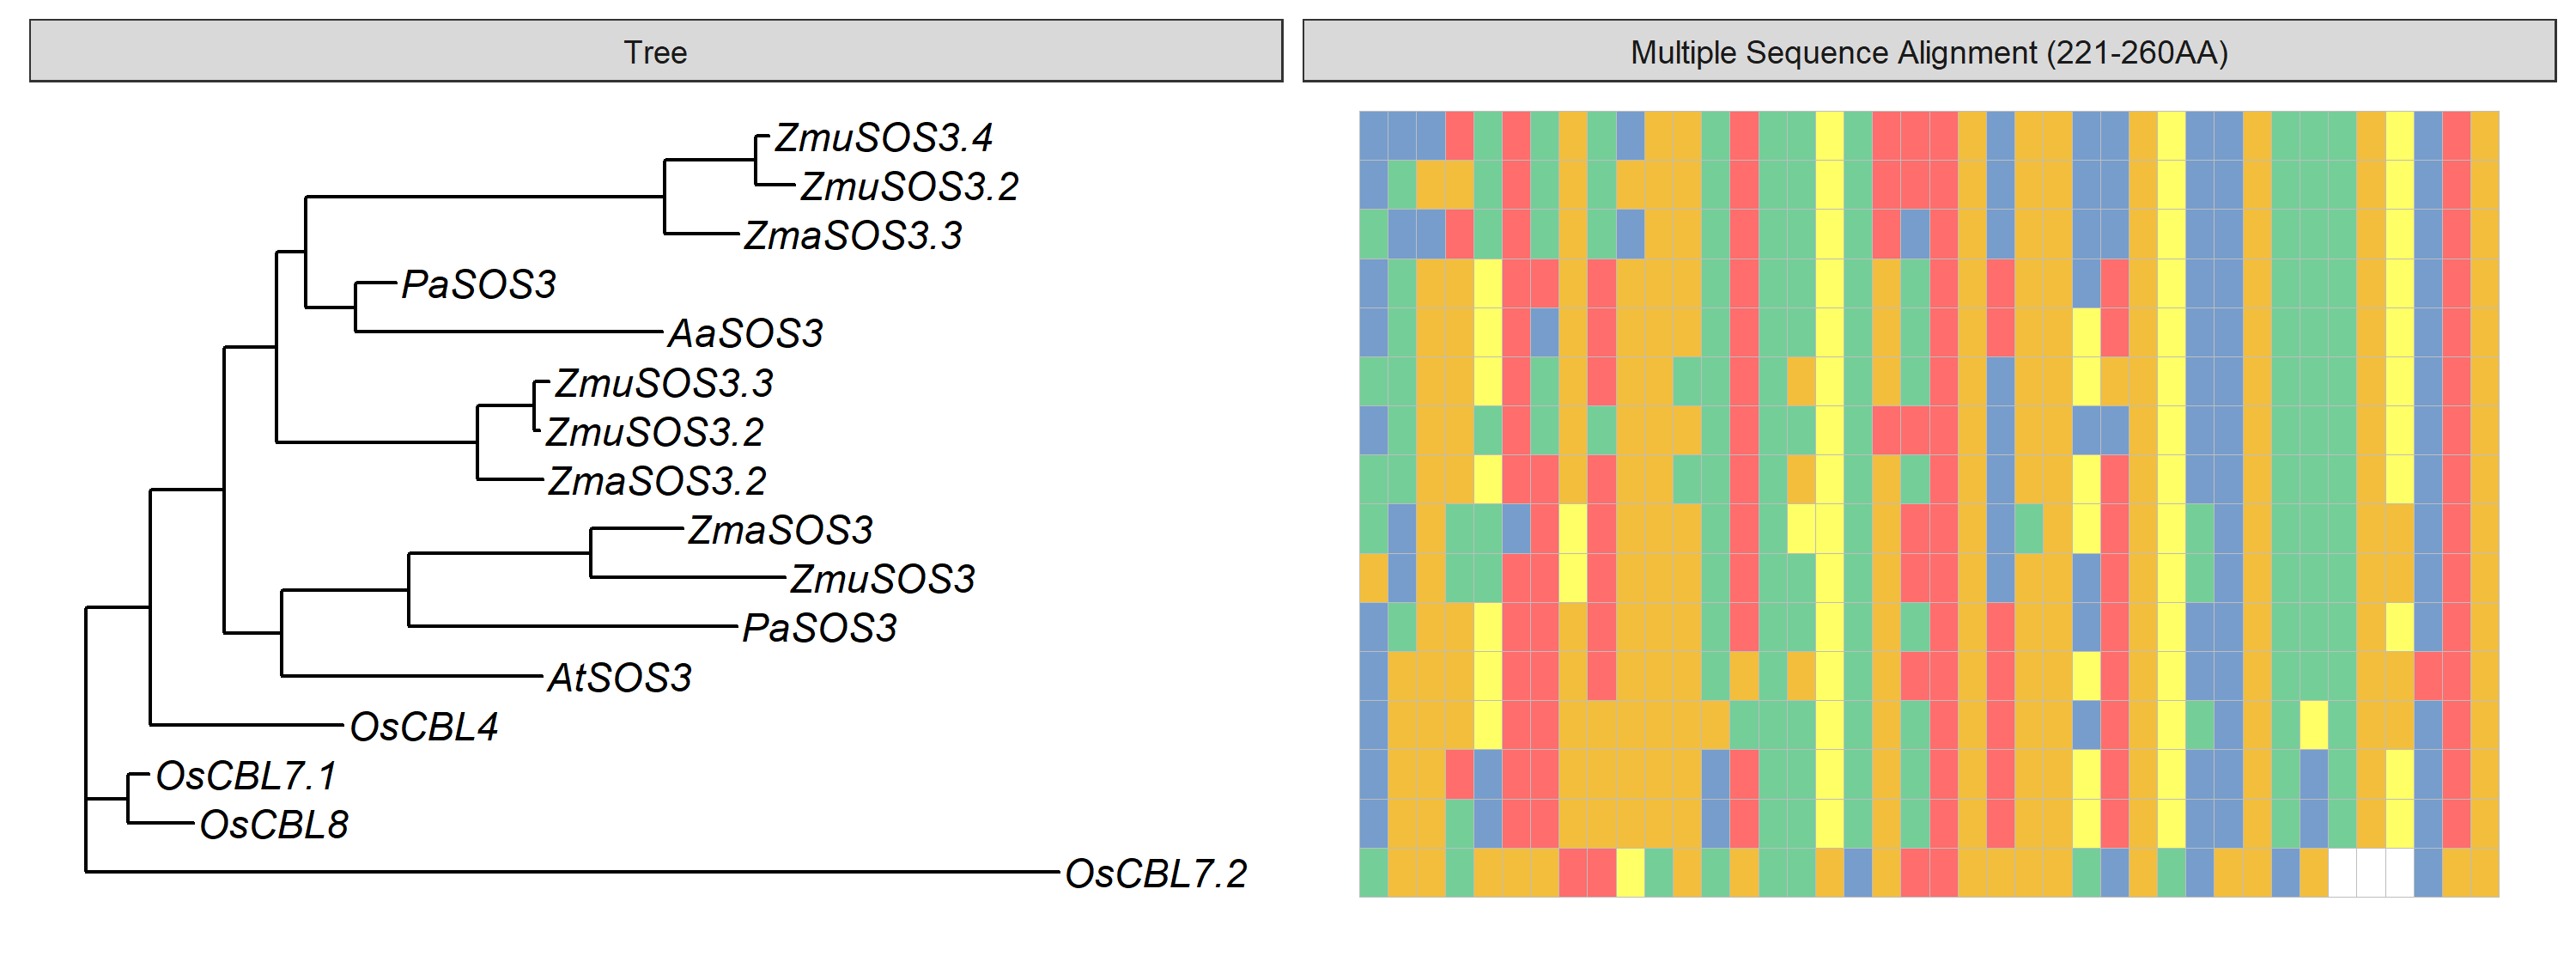 Tree
Multiple Sequence Alignment (221-260AA)
ZmuSOS3.4
ZmuSOS3.2
ZmaSOS3.3
PaSOS3
AaSOS3
ZmuSOS3.3
ZmuSOS3.2
ZmaSOS3.2
ZmaSOS3
ZmuSOS3
PaSOS3
AtSOS3
OsCBL4
OsCBL7.1
OsCBL8
OsCBL7.2